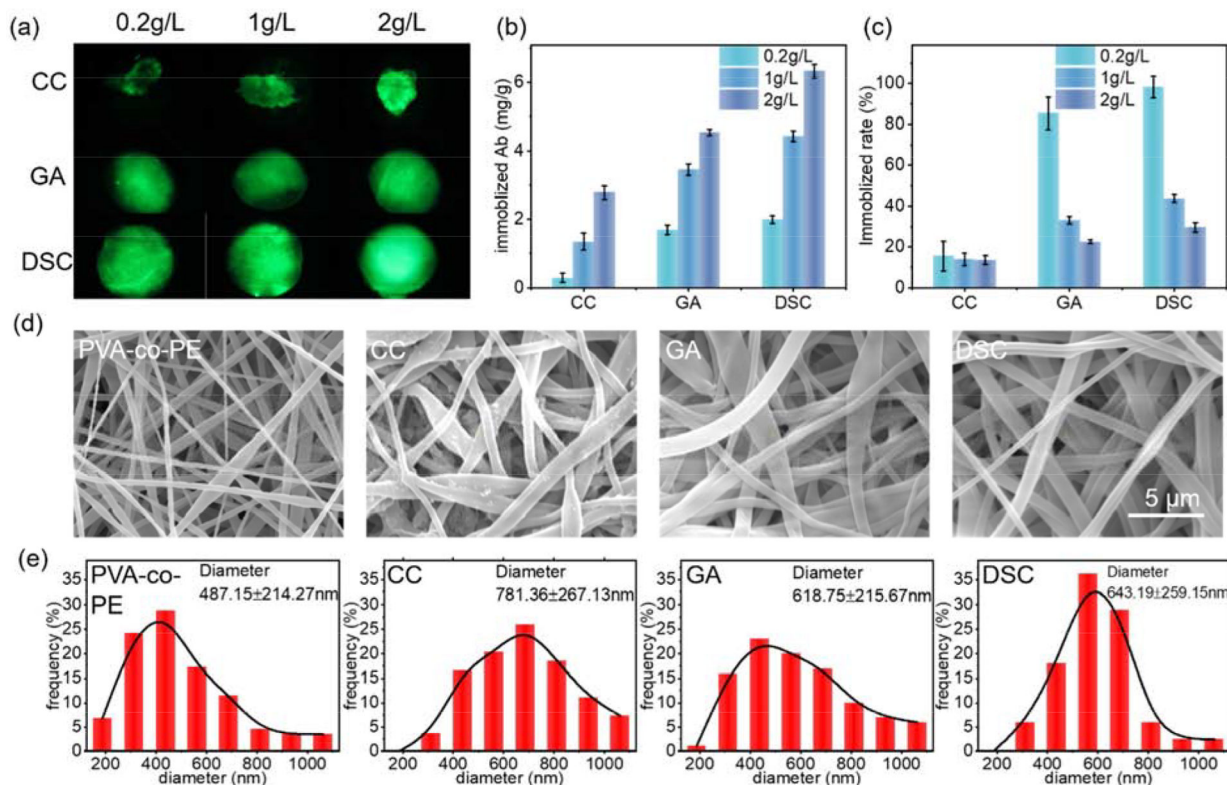 (a)
0.2g/L 1g/L 2g/L
CC
GA
DSC
(b)
immoblized Ab (mg/g)
6
4
2
0
0.2g/L
1g/L
2g/L
CC GA DSC
(c)
Immoblized rate (%)
100
80
60
40
20
0
0.2g/L
1g/L
2g/L
CC GA DSC
(d)
PVA-co-PE
CC
GA
DSC
5 µm
(e)
PVA-co-
PE
Diameter
487.15±214.27nm
frequency (%)
35
30
25
20
15
10
5
0
200 400 600 800 1000
diameter (nm)
CC
Diameter
781.36±267.13nm
frequency (%)
35
30
25
20
15
10
5
0
200 400 600 800 1000
diameter (nm)
GA
Diameter
618.75±215.67nm
frequency (%)
35
30
25
20
15
10
5
0
200 400 600 800 1000
diameter (nm)
DSC
Diameter
643.19±259.15nm
frequency (%)
35
30
25
20
15
10
5
0
200 400 600 800 1000
diameter (nm)